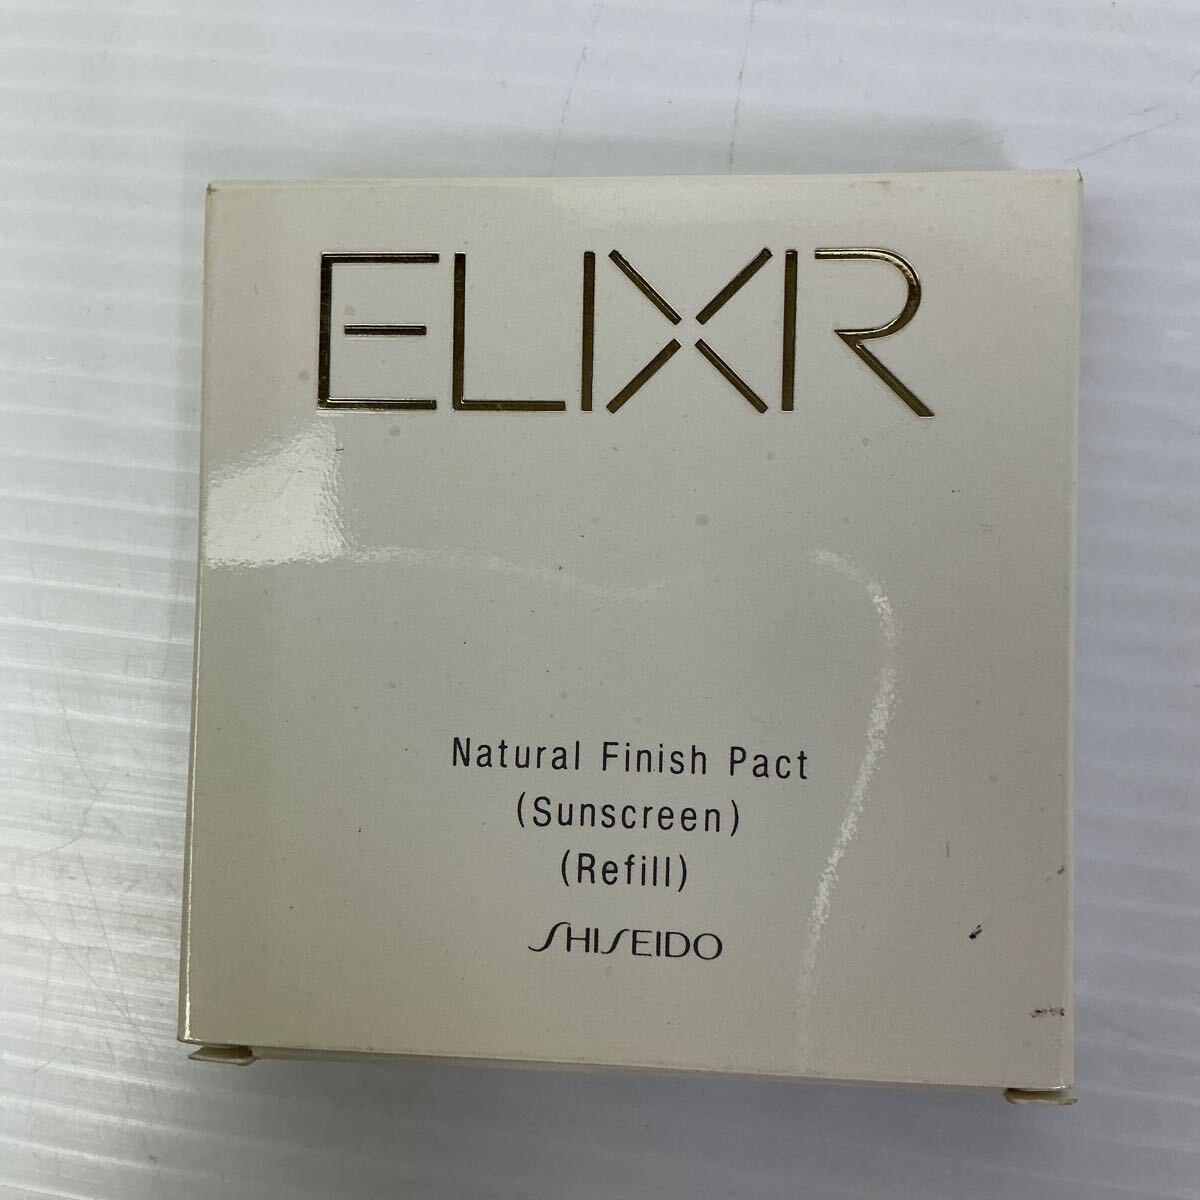 ELIXIR
Natural Finish Pact
(Sunscreen)
(Refill)
SHISEIDO